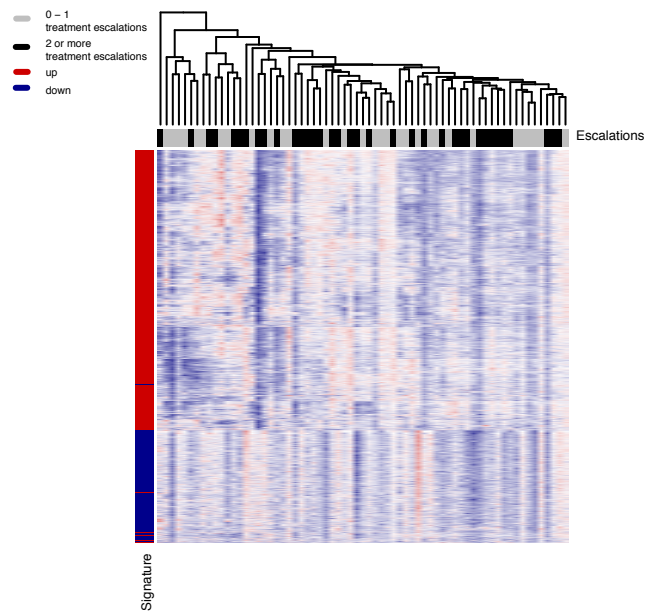 0 – 1
treatment escalations
2 or more
treatment escalations
up
down
Escalations
Signature